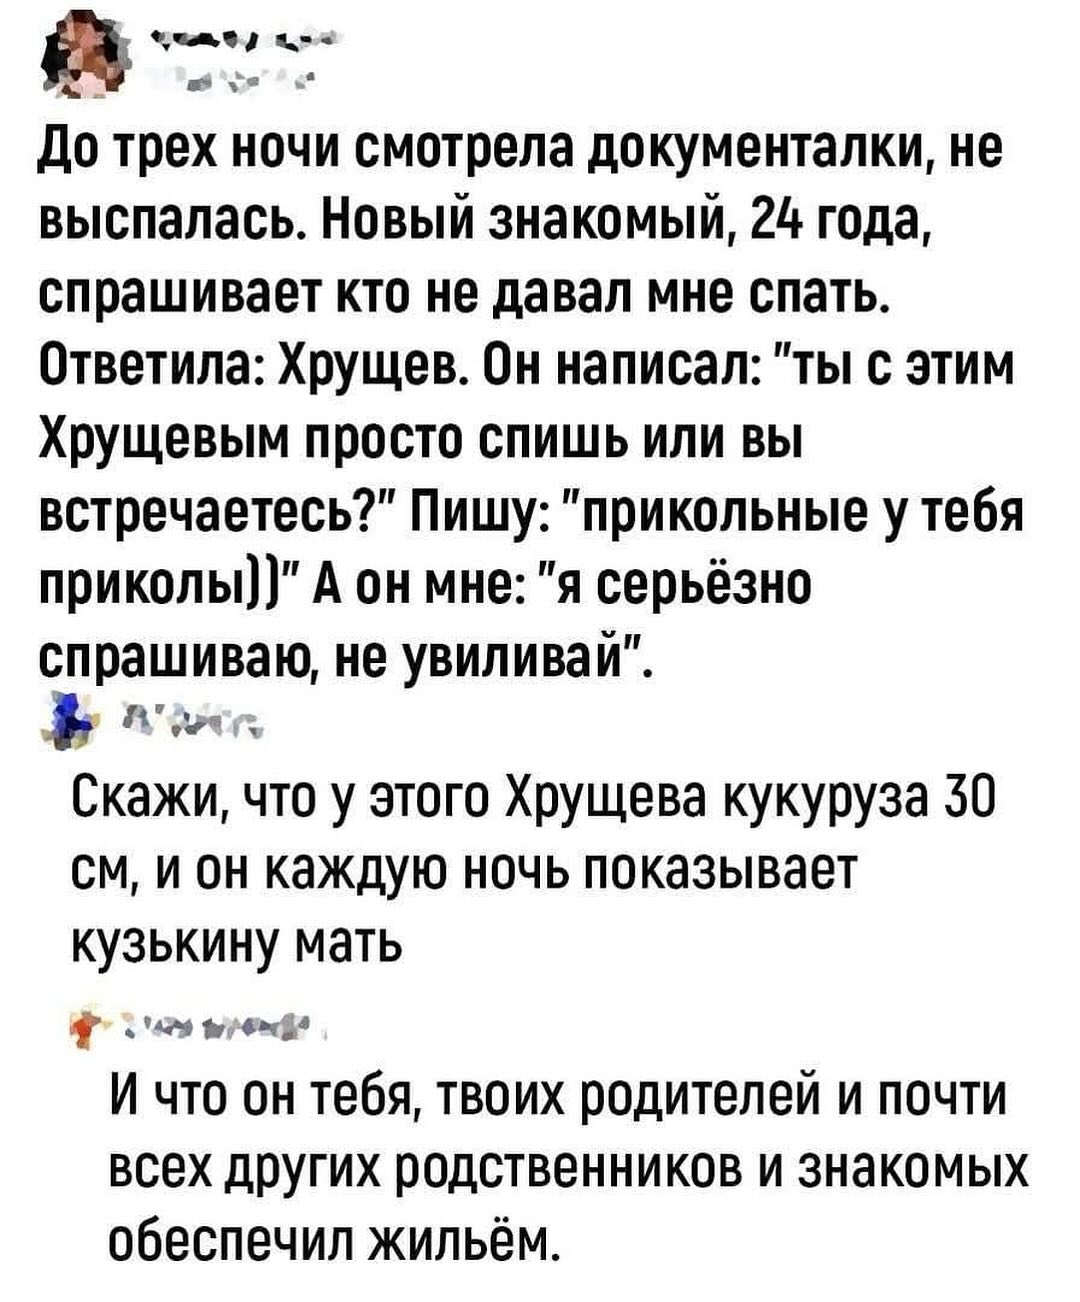 До трех ночи смотрела документалки, не
выспалась. Новый знакомый, 24 года,
спрашивает кто не давал мне спать.
Ответила: Хрущев. Он написал: "ты с этим
Хрущевым просто спишь или вы
встречаетесь?" Пишу: "прикольные у тебя
приколы))" А он мне: "я серьёзно
спрашиваю, не увиливай".
Скажи, что у этого Хрущева кукуруза 30
см, и он каждую ночь показывает
кузькину мать
И что он тебя, твоих родителей и почти
всех других родственников и знакомых
обеспечил жильём.